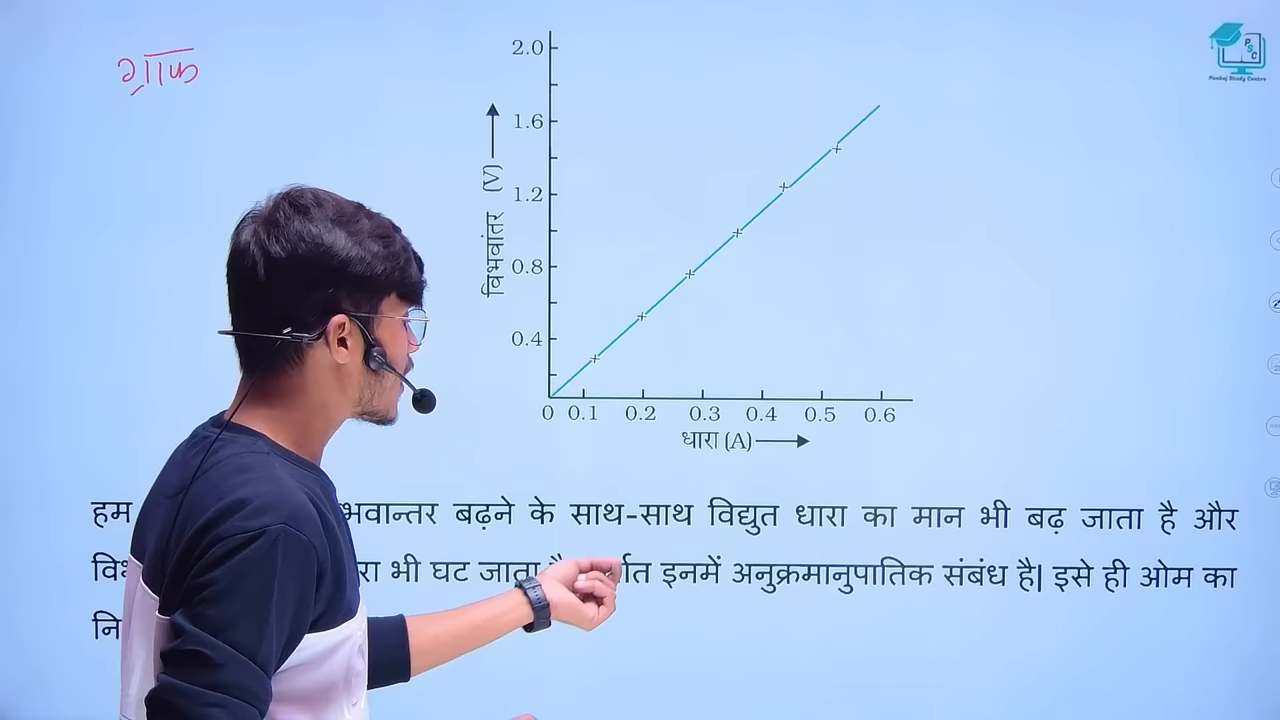 ग्राफ
PSC
Pankaj Study Centre
2.0
1.6
1.2
0.8
0.4
विभवांतर (V)
0 0.1 0.2 0.3 0.4 0.5 0.6
धारा (A)
हम भवान्तर बढ़ने के साथ-साथ विद्युत धारा का मान भी बढ़ जाता है और
वि रा भी घट जाता इनमें अनुक्रमानुपातिक संबंध है| इसे ही ओम का
नि